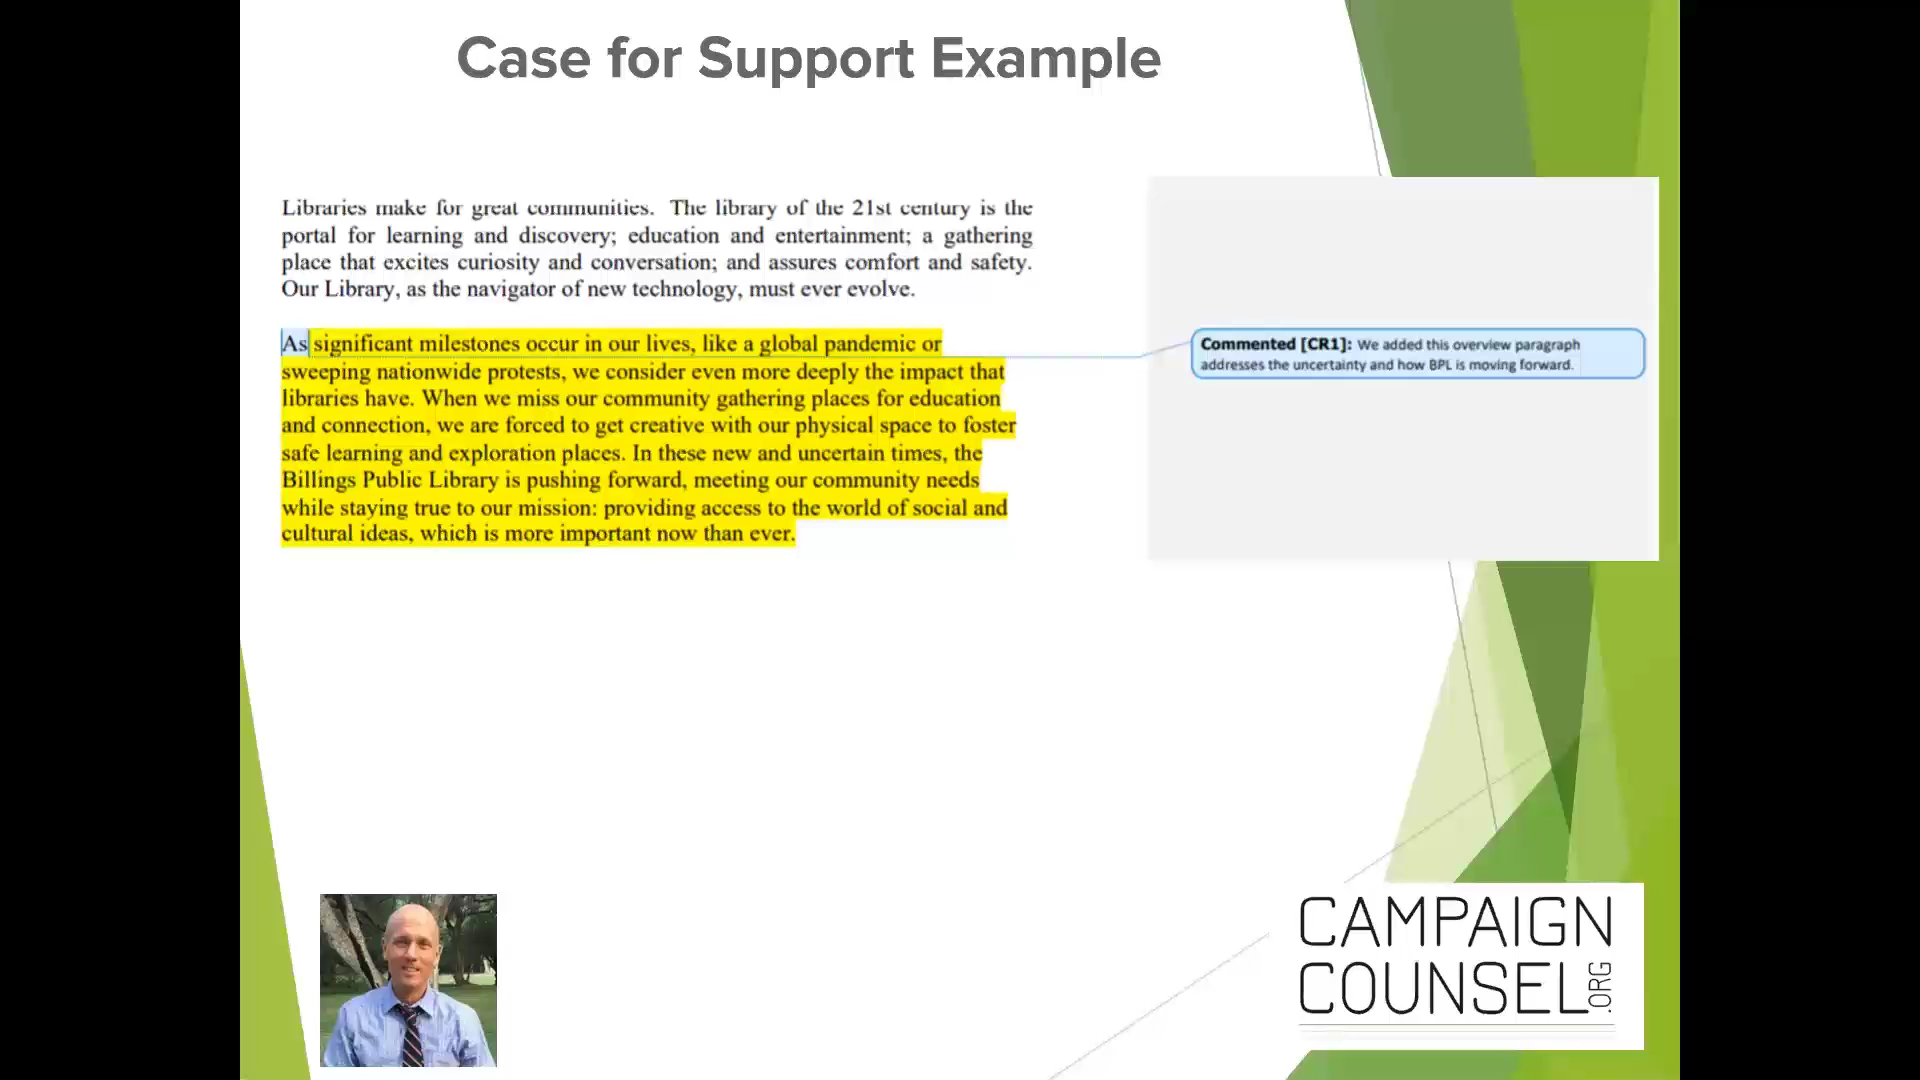 Case for Support Example
Libraries make for great communities. The library of the 21st century is the
portal for learning and discovery; education and entertainment; a gathering
place that excites curiosity and conversation; and assures comfort and safety.
Our Library, as the navigator of new technology, must ever evolve.
As significant milestones occur in our lives, like a global pandemic or
sweeping nationwide protests, we consider even more deeply the impact that
libraries have. When we miss our community gathering places for education
and connection, we are forced to get creative with our physical space to foster
safe learning and exploration places. In these new and uncertain times, the
Billings Public Library is pushing forward, meeting our community needs
while staying true to our mission: providing access to the world of social and
cultural ideas, which is more important now than ever.
Commented [CR1]: We added this overview paragraph
addresses the uncertainty and how BPL is moving forward.
CAMPAIGN
COUNSEL.ORG